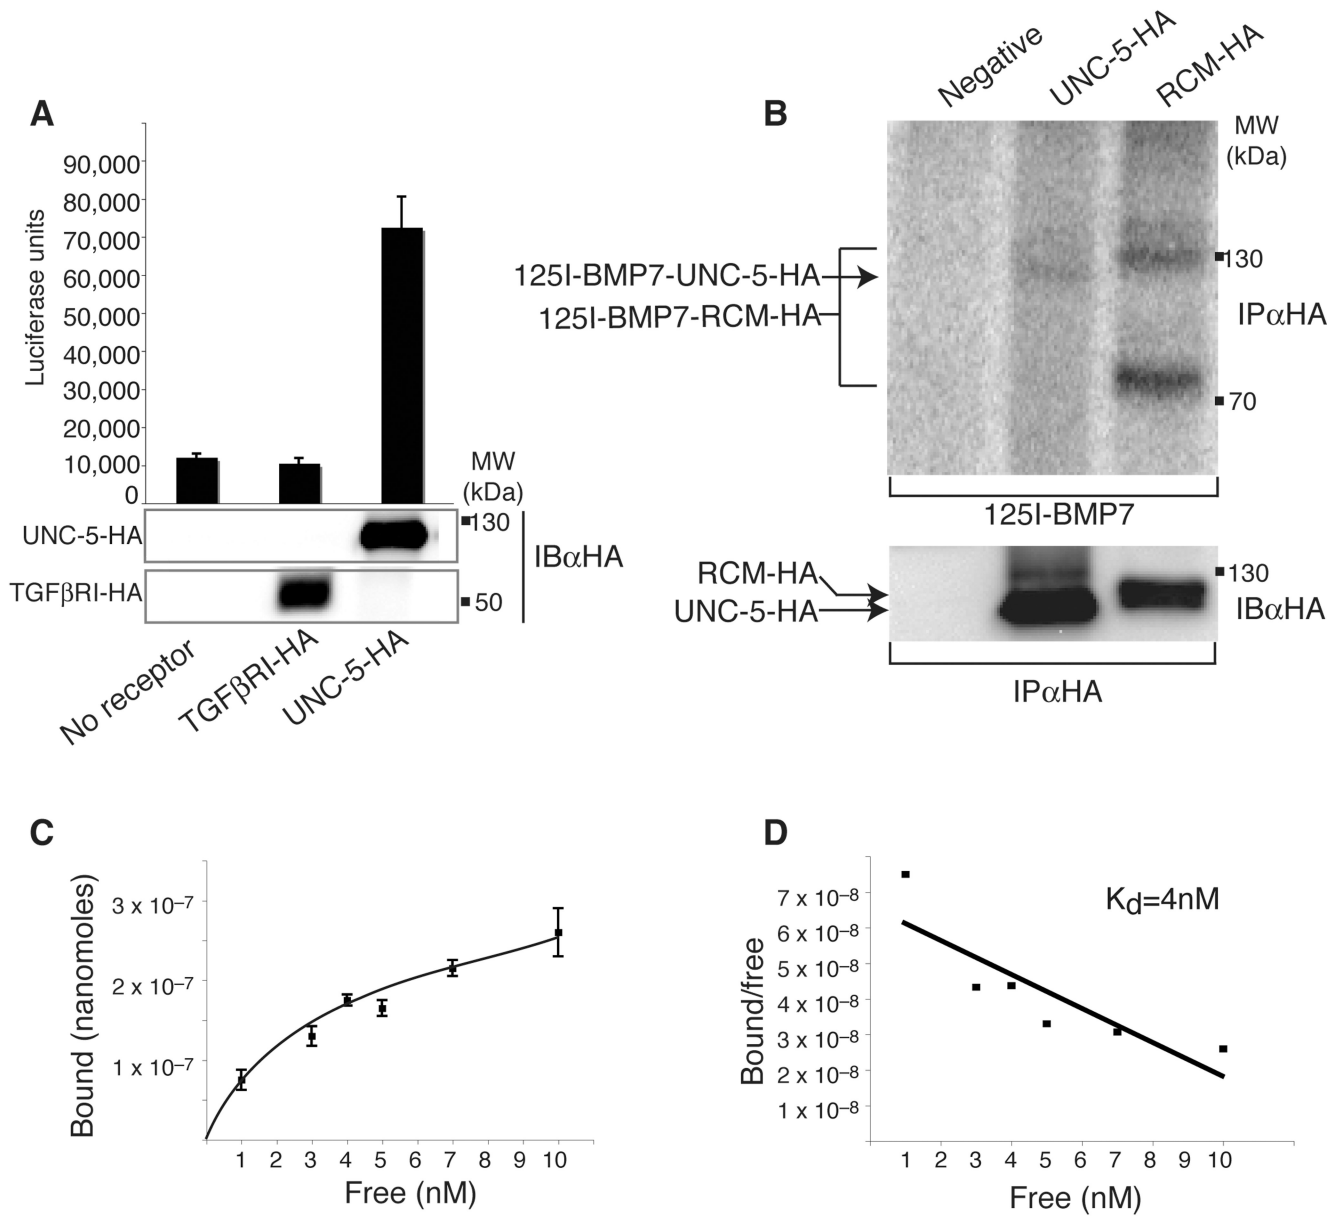 A
Luciferase units
90,000
80,000
70,000
60,000
50,000
40,000
30,000
20,000
10,000
0
MW
(kDa)
UNC-5-HA
130
TGFβRI-HA
50
IBαHA
No receptor
TGFβRI-HA
UNC-5-HA
B
Negative
UNC-5-HA
RCM-HA
MW
(kDa)
125I-BMP7-UNC-5-HA
125I-BMP7-RCM-HA
130
IPαHA
70
125I-BMP7
RCM-HA
UNC-5-HA
130
IBαHA
IPαHA
C
Bound (nanomoles)
3 x 10⁻⁷
2 x 10⁻⁷
1 x 10⁻⁷
1 2 3 4 5 6 7 8 9 10
Free (nM)
D
Kd=4nM
Bound/free
7 x 10⁻⁸
6 x 10⁻⁸
5 x 10⁻⁸
4 x 10⁻⁸
3 x 10⁻⁸
2 x 10⁻⁸
1 x 10⁻⁸
1 2 3 4 5 6 7 8 9 10
Free (nM)